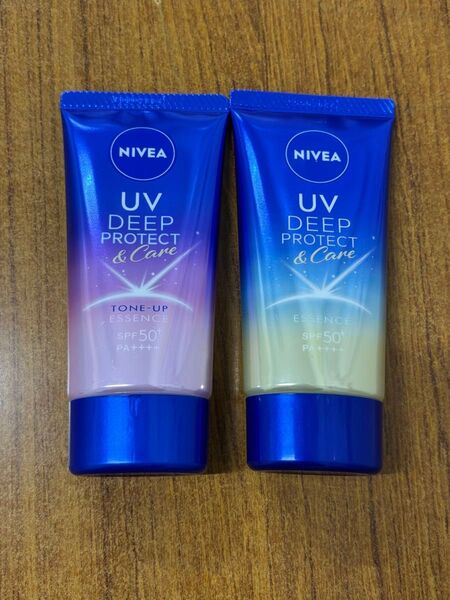 NIVEA
UV
DEEP
PROTECT
& Care
TONE-UP
ESSENCE
SPF50+
PA++++
NIVEA
UV
DEEP
PROTECT
& Care
ESSENCE
SPF50+
PA++++